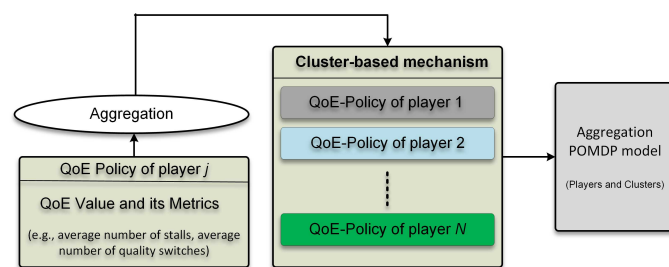 Aggregation
QoE Policy of player j
QoE Value and its Metrics
(e.g., average number of stalls, average
number of quality switches)
Cluster-based mechanism
QoE-Policy of player 1
QoE-Policy of player 2
QoE-Policy of player N
Aggregation
POMDP model
(Players and Clusters)